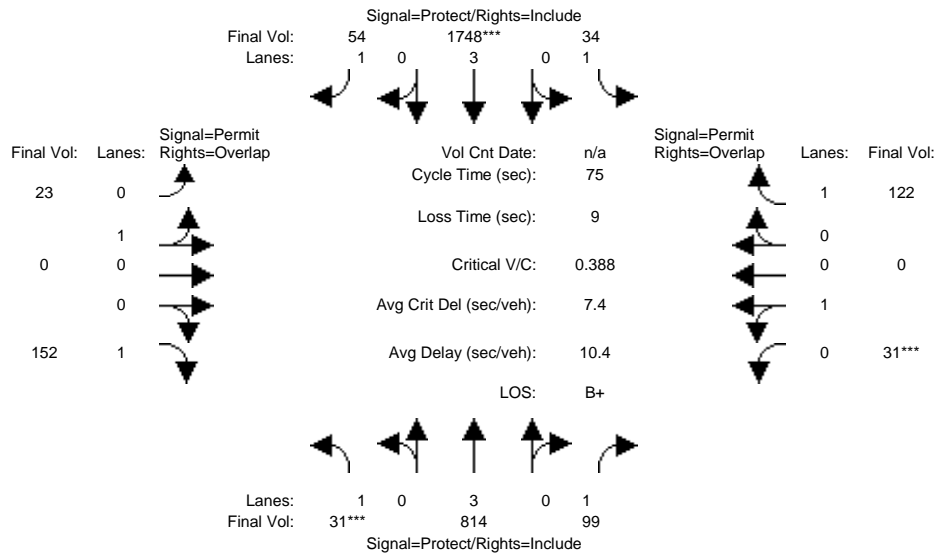 Signal=Protect/Rights=Include
Final Vol: 54 1748*** 34
Lanes: 1 0 3 0 1
Signal=Permit Signal=Permit
Final Vol: Lanes: Rights=Overlap Vol Cnt Date: n/a Rights=Overlap Lanes: Final Vol:
Cycle Time (sec): 75
23 0 1 122
Loss Time (sec): 9
1 0
0 0 Critical V/C: 0.388 0 0
0 Avg Crit Del (sec/veh): 7.4 1
152 1 Avg Delay (sec/veh): 10.4 0 31***
LOS: B+
Lanes: 1 0 3 0 1
Final Vol: 31*** 814 99
Signal=Protect/Rights=Include